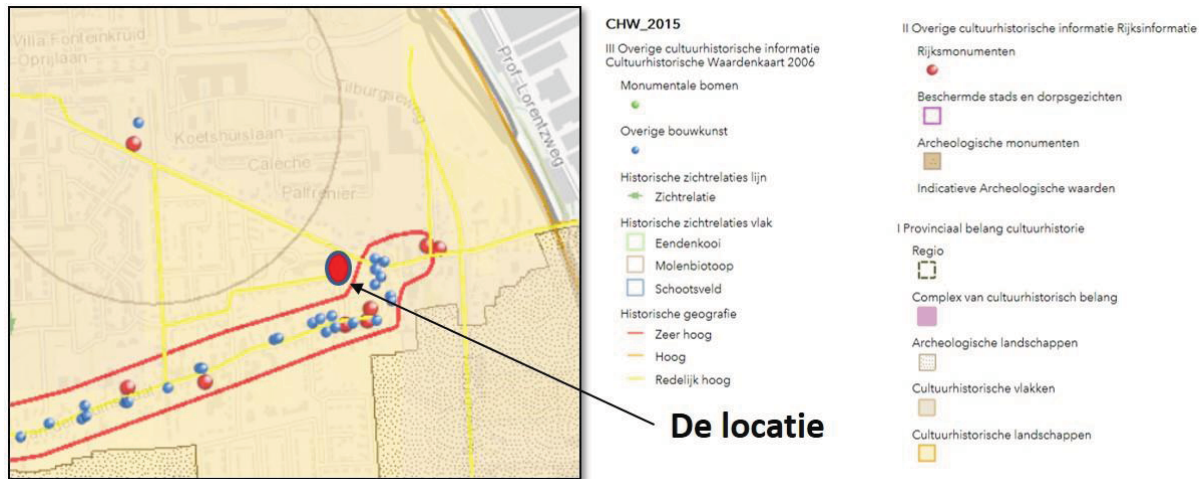 Villa Fonteinkruid
Oprijlaan
Tilburgseweg
Prof. Lorentzweg
Koetshuislaan
Caleche
Palfrenier
De locatie
CHW_2015
III Overige cultuurhistorische informatie
Cultuurhistorische Waardenkaart 2006
Monumentale bomen
Overige bouwkunst
Historische zichtrelaties lijn
Zichtrelatie
Historische zichtrelaties vlak
Eendenkooi
Molenbiotoop
Schootsveld
Historische geografie
Zeer hoog
Hoog
Redelijk hoog
II Overige cultuurhistorische informatie Rijksinformatie
Rijksmonumenten
Beschermde stads en dorpsgezichten
Archeologische monumenten
Indicatieve Archeologische waarden
I Provinciaal belang cultuurhistorie
Regio
Complex van cultuurhistorisch belang
Archeologische landschappen
Cultuurhistorische vlakken
Cultuurhistorische landschappen